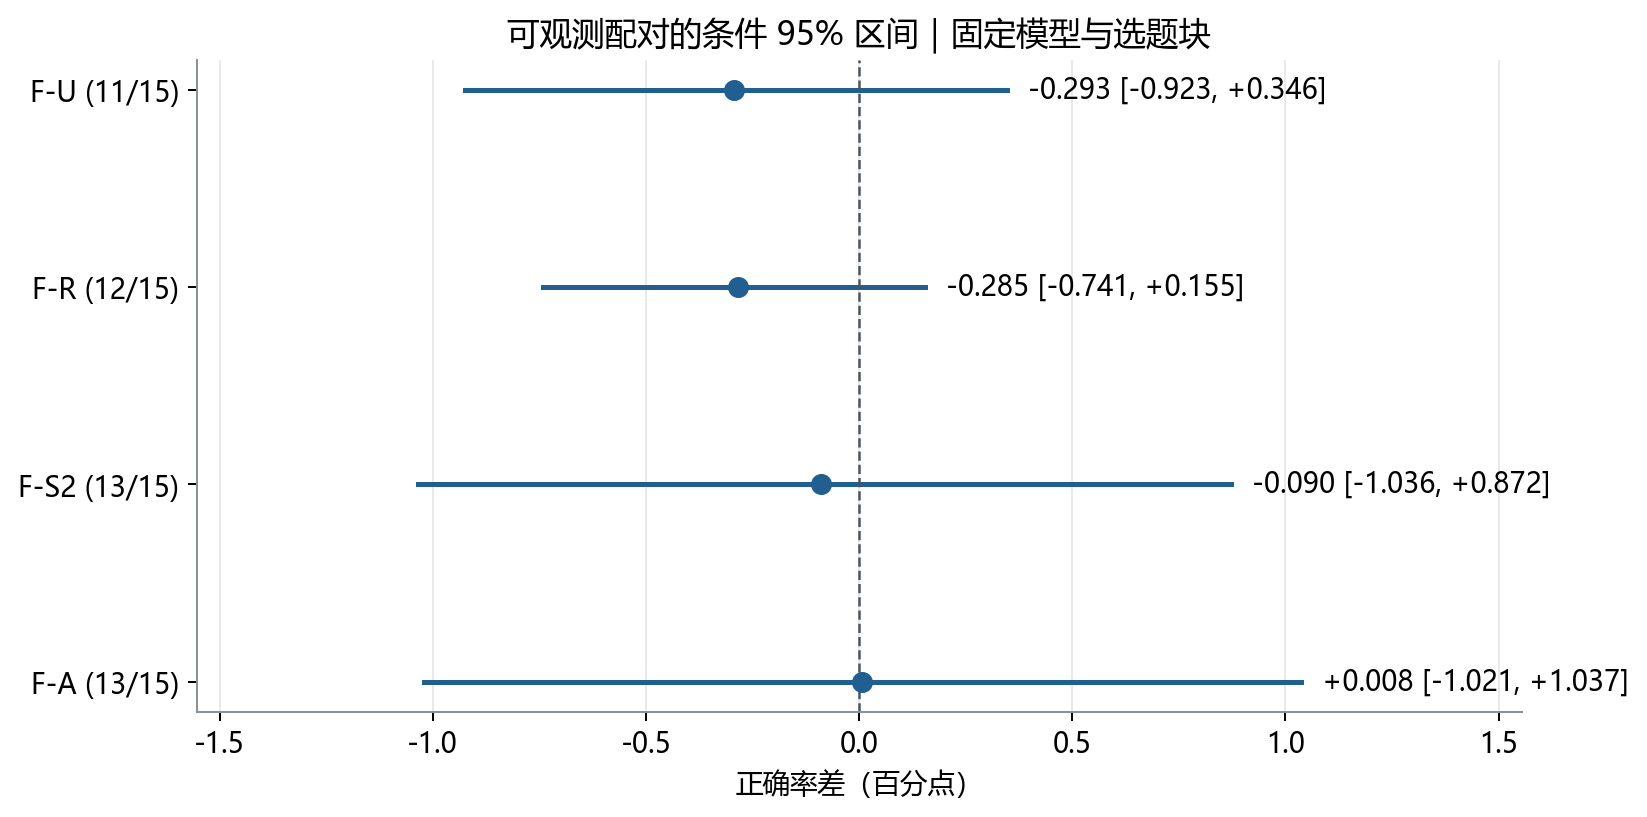 可观测配对的条件 95% 区间 | 固定模型与选题块
F-U (11/15)
-0.293 [-0.923, +0.346]
F-R (12/15)
-0.285 [-0.741, +0.155]
F-S2 (13/15)
-0.090 [-1.036, +0.872]
F-A (13/15)
+0.008 [-1.021, +1.037]
-1.5 -1.0 -0.5 0.0 0.5 1.0 1.5
正确率差（百分点）